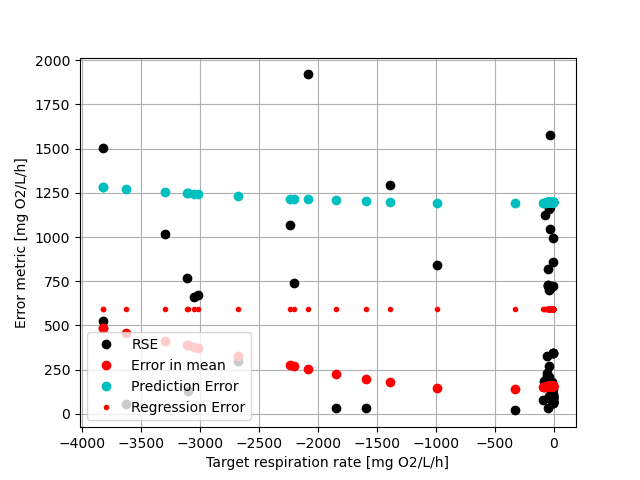 2000
1750
1500
1250
1000
750
500
250
0
Error metric [mg O2/L/h]
RSE
Error in mean
Prediction Error
Regression Error
−4000 −3500 −3000 −2500 −2000 −1500 −1000 −500 0
Target respiration rate [mg O2/L/h]